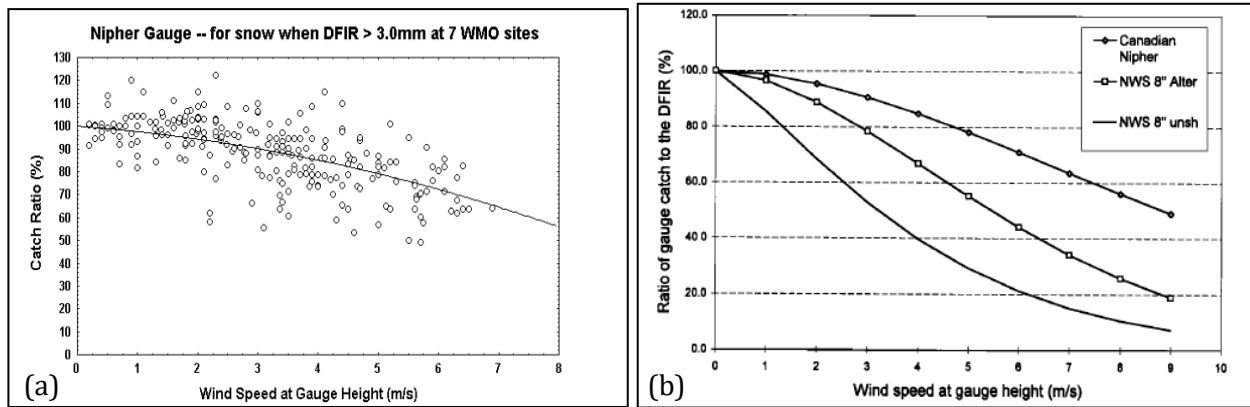 Nipher Gauge -- for snow when DFIR > 3.0mm at 7 WMO sites
130
120
110
100
90
80
70
60
50
40
30
20
10
0
Catch Ratio (%)
0 1 2 3 4 5 6 7 8
Wind Speed at Gauge Height (m/s)
(a)
120.0
100.0
80.0
60.0
40.0
20.0
0.0
Ratio of gauge catch to the DFIR (%)
Canadian
Nipher
NWS 8" Alter
NWS 8" unsh
0 1 2 3 4 5 6 7 8 9 10
Wind speed at gauge height (m/s)
(b)